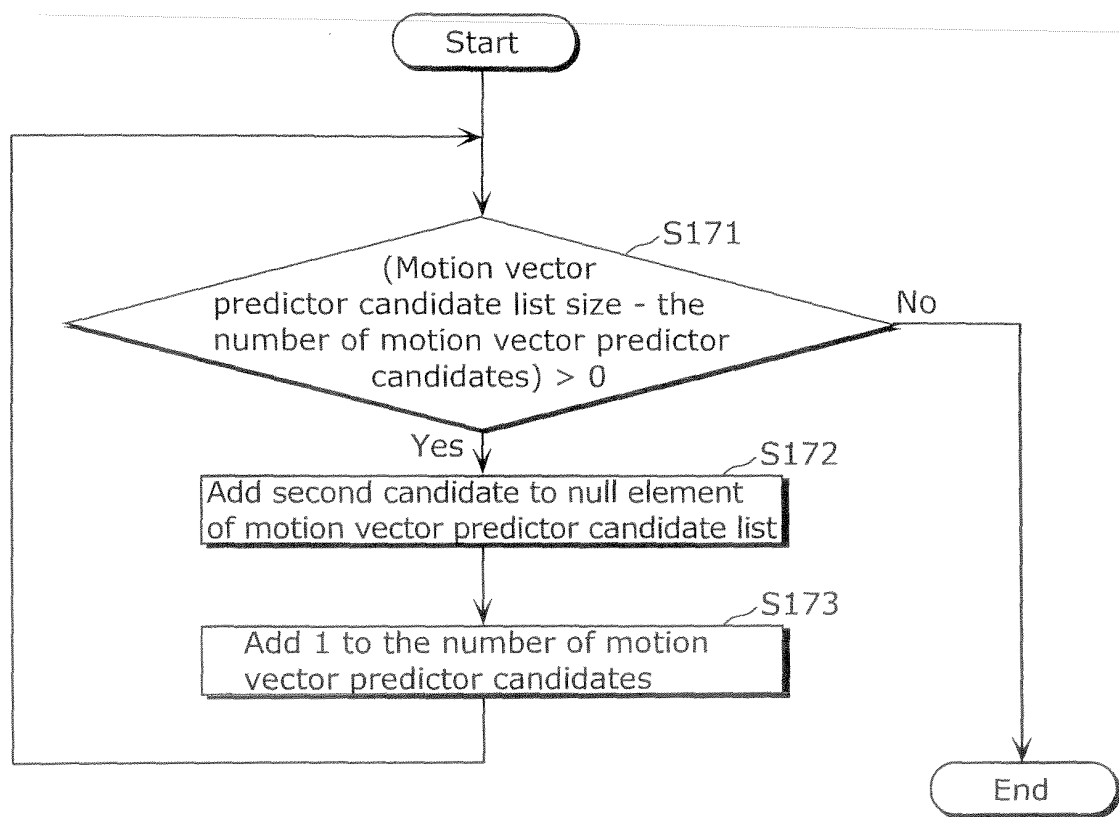 Start
S171
(Motion vector
predictor candidate list size - the
number of motion vector predictor
candidates) > 0
No
Yes
S172
Add second candidate to null element
of motion vector predictor candidate list
S173
Add 1 to the number of motion
vector predictor candidates
End